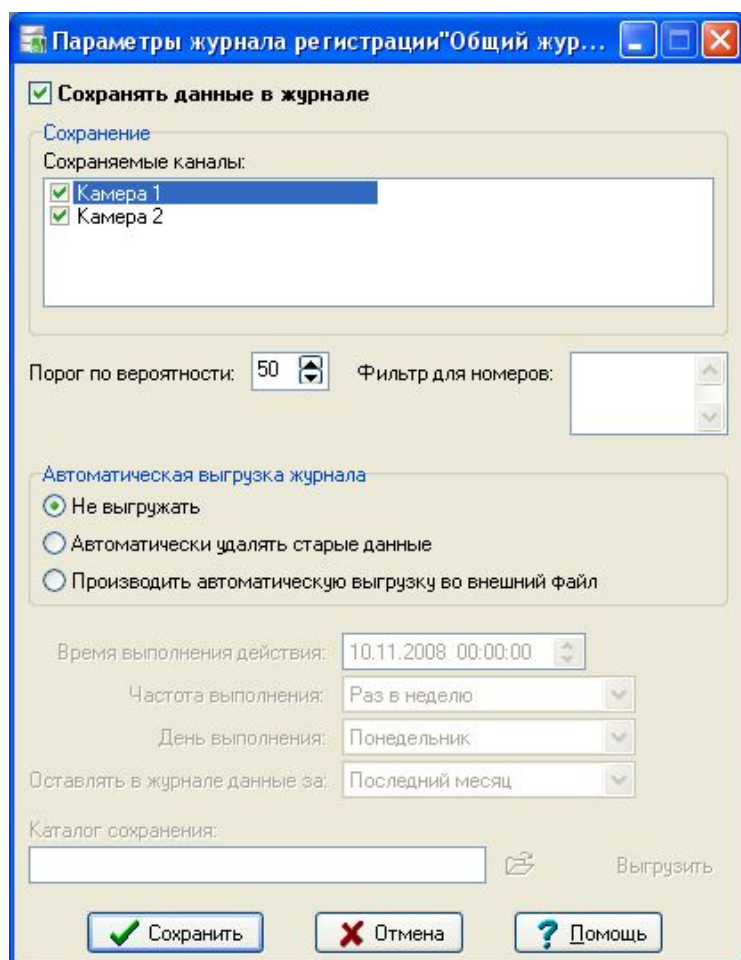 Параметры журнала регистрации"Общий жур...
Сохранять данные в журнале
Сохранение
Сохраняемые каналы:
Камера 1
Камера 2
Порог по вероятности: 50 Фильтр для номеров:
Автоматическая выгрузка журнала
Не выгружать
Автоматически удалять старые данные
Производить автоматическую выгрузку во внешний файл
Время выполнения действия: 10.11.2008 00:00:00
Частота выполнения: Раз в неделю
День выполнения: Понедельник
Оставлять в журнале данные за: Последний месяц
Каталог сохранения:
Выгрузить
Сохранить Отмена Помощь